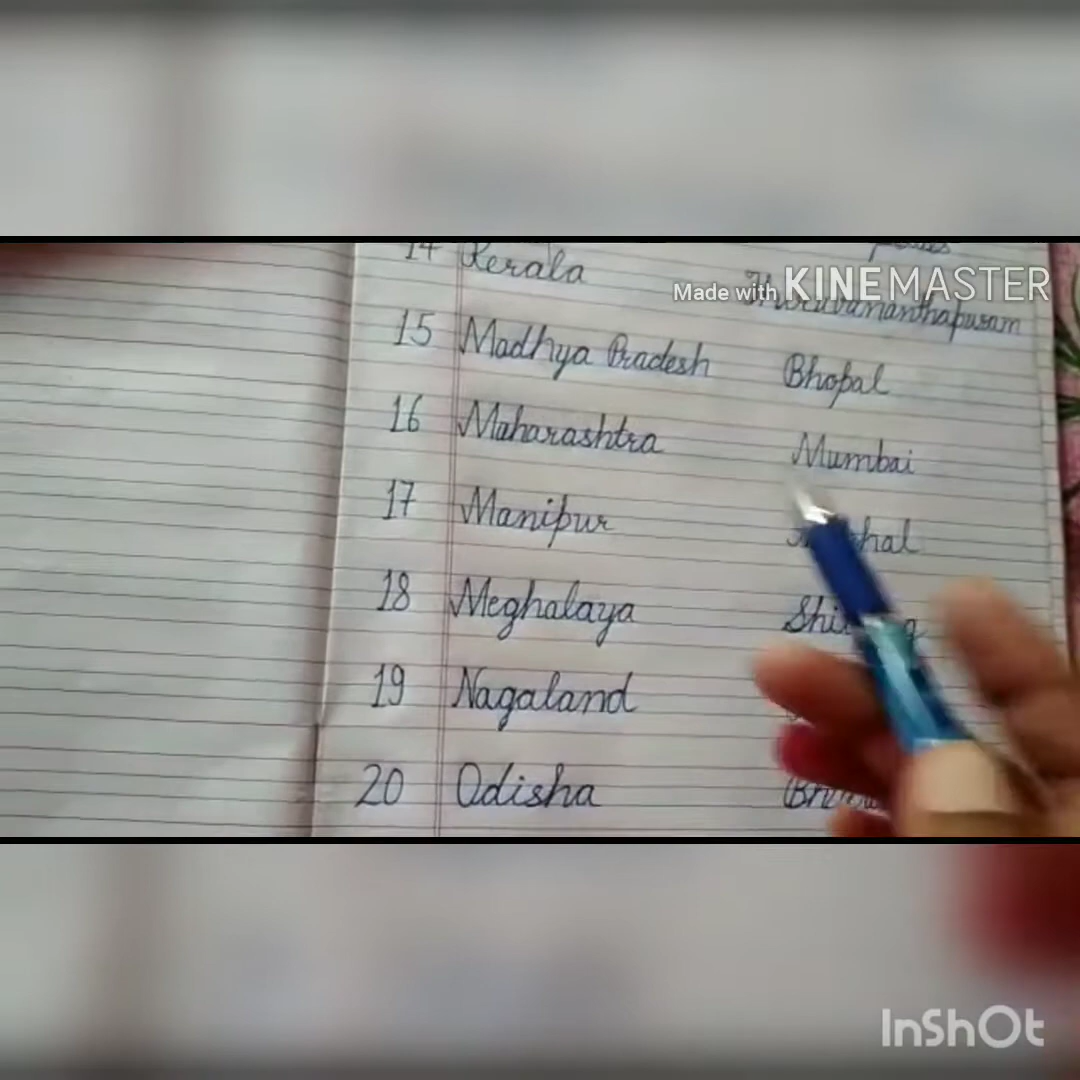 14 Kerala Thiruvananthapuram
Made with KINEMASTER
15 Madhya Pradesh Bhopal
16 Maharashtra Mumbai
17 Manipur
18 Meghalaya
19 Nagaland
20 Odisha
InShOt